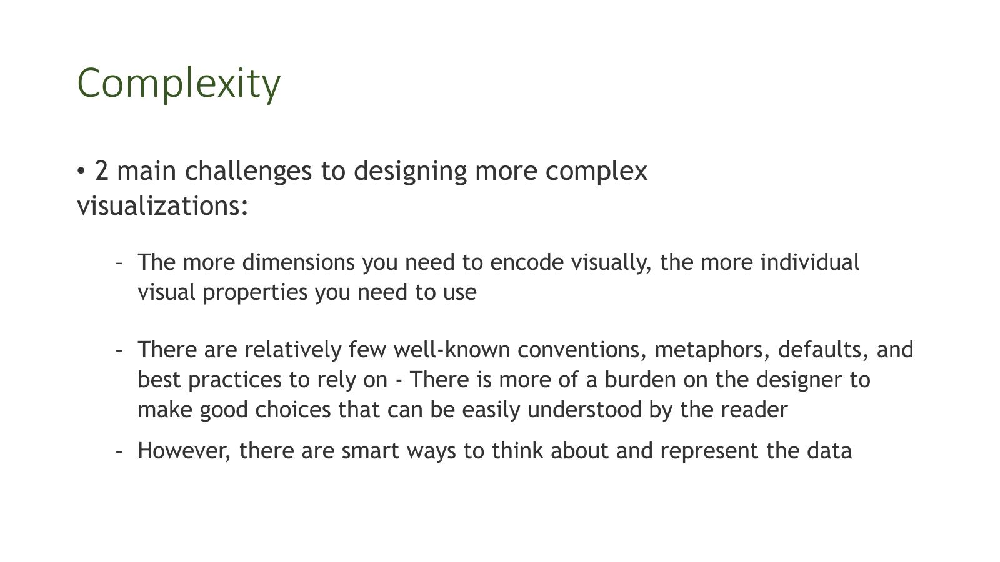 Complexity
• 2 main challenges to designing more complex
visualizations:
– The more dimensions you need to encode visually, the more individual
visual properties you need to use
– There are relatively few well-known conventions, metaphors, defaults, and
best practices to rely on - There is more of a burden on the designer to
make good choices that can be easily understood by the reader
– However, there are smart ways to think about and represent the data